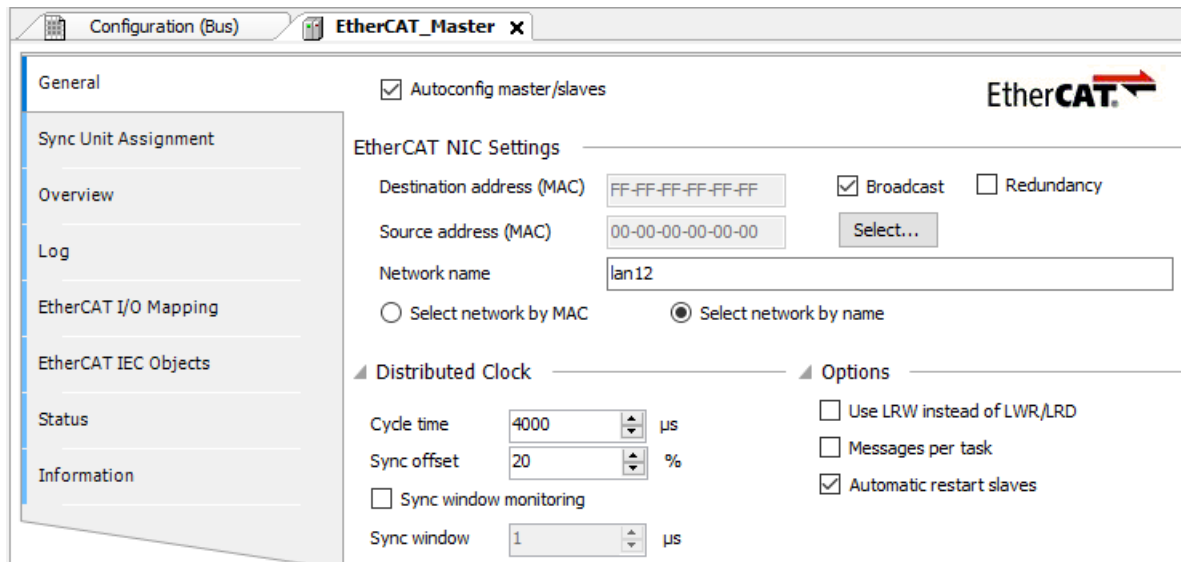 Configuration (Bus) EtherCAT_Master x
General
Sync Unit Assignment
Overview
Log
EtherCAT I/O Mapping
EtherCAT IEC Objects
Status
Information
Autoconfig master/slaves
EtherCAT.
EtherCAT NIC Settings
Destination address (MAC) FF-FF-FF-FF-FF-FF Broadcast Redundancy
Source address (MAC) 00-00-00-00-00-00 Select...
Network name lan12
Select network by MAC Select network by name
Distributed Clock
Cycle time 4000 µs
Sync offset 20 %
Sync window monitoring
Sync window 1 µs
Options
Use LRW instead of LWR/LRD
Messages per task
Automatic restart slaves